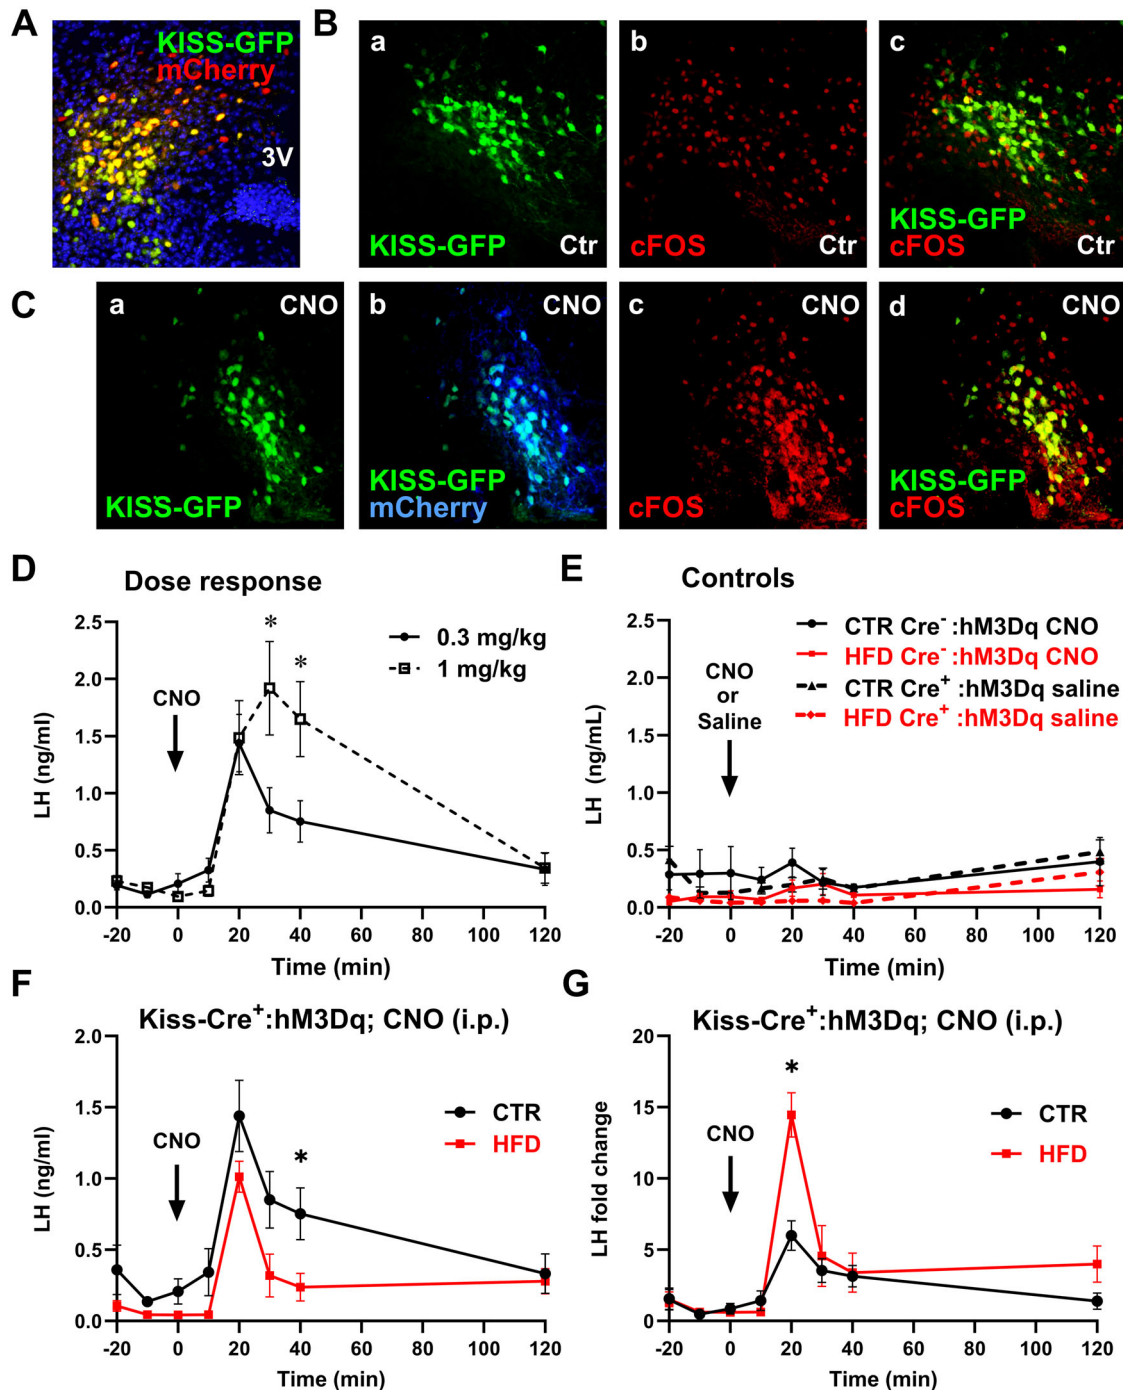 A
KISS-GFP
mCherry
3V
B
a
KISS-GFP
Ctr
b
cFOS
Ctr
c
KISS-GFP
cFOS
C
a
CNO
KISS-GFP
b
CNO
KISS-GFP
mCherry
c
CNO
cFOS
d
CNO
KISS-GFP
cFOS
D
Dose response
LH (ng/ml)
2.5
2.0
1.5
1.0
0.5
0.0
CNO
* *
0.3 mg/kg
1 mg/kg
-20 0 20 40 60 80 100 120
Time (min)
E
Controls
LH (ng/mL)
2.5
2.0
1.5
1.0
0.5
0.0
CNO
or
Saline
CTR Cre⁻:hM3Dq CNO
HFD Cre⁻:hM3Dq CNO
CTR Cre⁺:hM3Dq saline
HFD Cre⁺:hM3Dq saline
-20 0 20 40 60 80 100 120
Time (min)
F
Kiss-Cre⁺:hM3Dq; CNO (i.p.)
LH (ng/ml)
2.0
1.5
1.0
0.5
0.0
CNO
*
CTR
HFD
-20 0 20 40 60 80 100 120
Time (min)
G
Kiss-Cre⁺:hM3Dq; CNO (i.p.)
LH fold change
20
15
10
5
0
CNO
*
CTR
HFD
-20 0 20 40 60 80 100 120
Time (min)